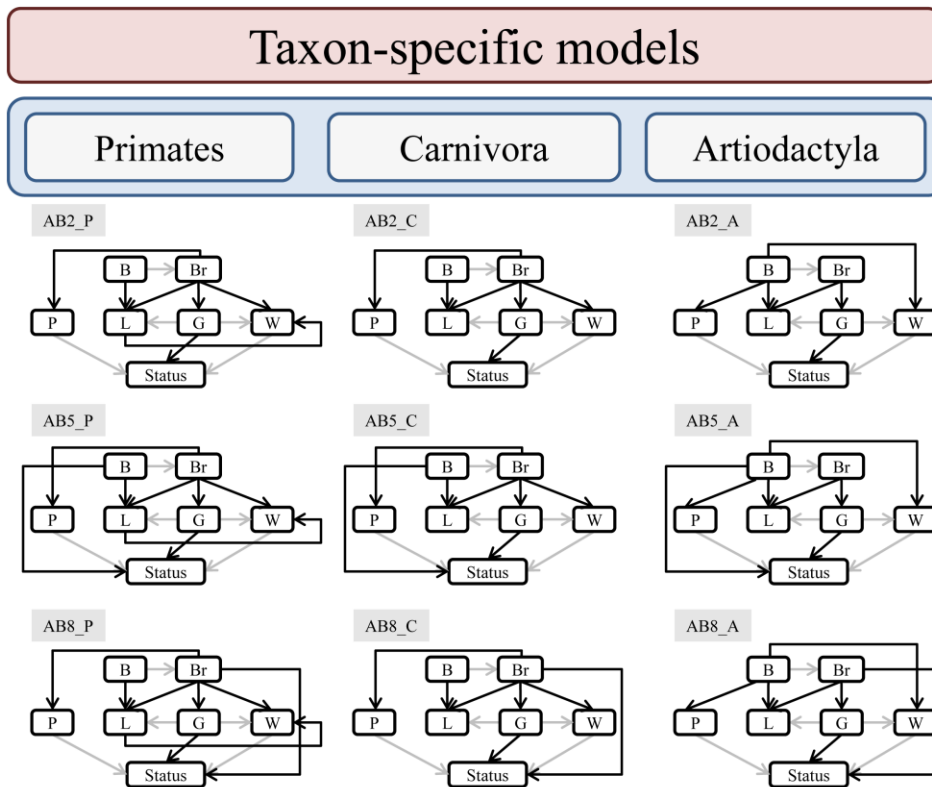 Taxon-specific models
Primates Carnivora Artiodactyla
AB2_P AB2_C AB2_A
B Br B Br B Br
P L G W P L G W P L G W
Status Status Status
AB5_P AB5_C AB5_A
B Br B Br B Br
P L G W P L G W P L G W
Status Status Status
AB8_P AB8_C AB8_A
B Br B Br B Br
P L G W P L G W P L G W
Status Status Status